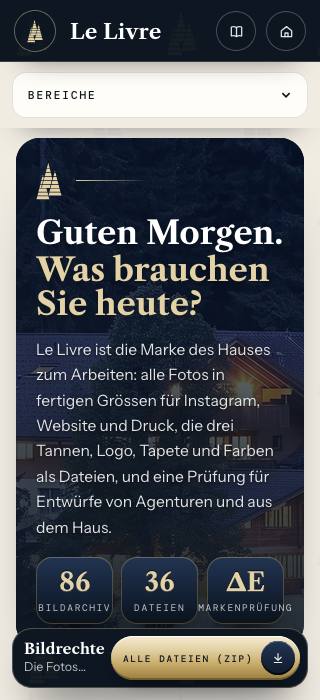 Le Livre
BEREICHE
Guten Morgen.
Was brauchen
Sie heute?
Le Livre ist die Marke des Hauses
zum Arbeiten: alle Fotos in
fertigen Grössen für Instagram,
Website und Druck, die drei
Tannen, Logo, Tapete und Farben
als Dateien, und eine Prüfung für
Entwürfe von Agenturen und aus
dem Haus.
86
BILDARCHIV
36
DATEIEN
ΔE
MARKENPRÜFUNG
Bildrechte
Die Fotos…
ALLE DATEIEN (ZIP)